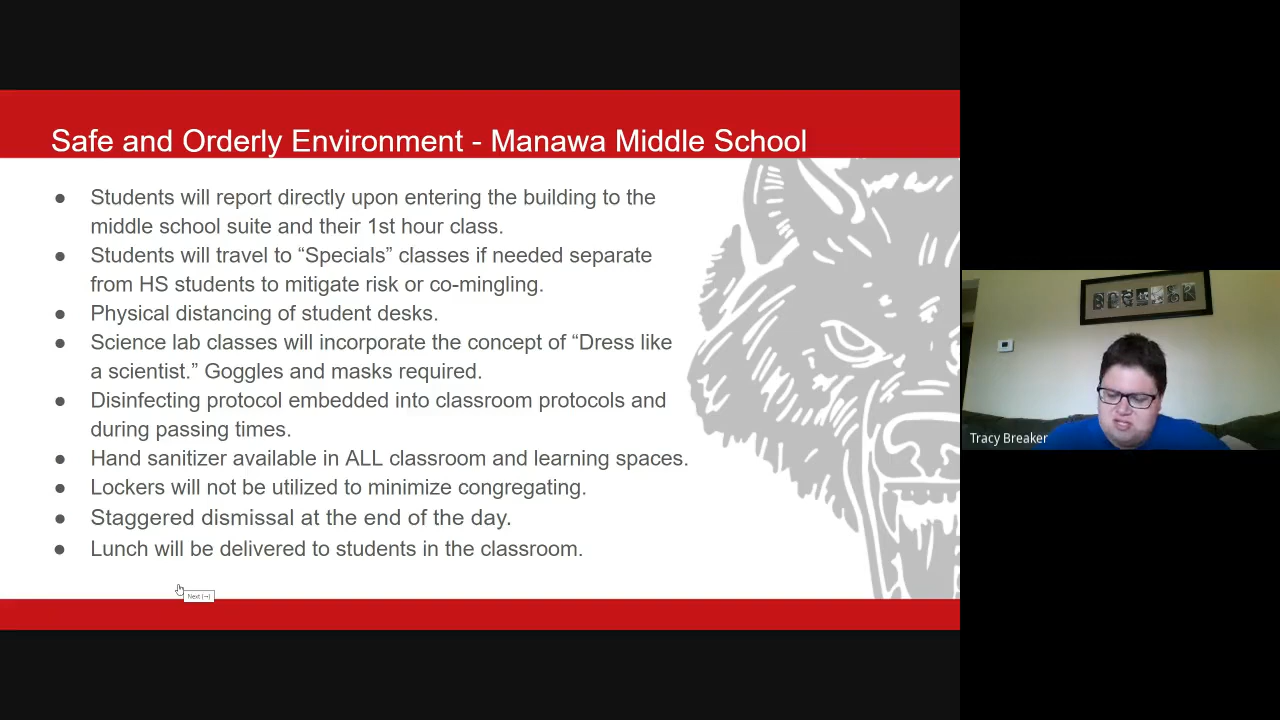 Safe and Orderly Environment - Manawa Middle School
● Students will report directly upon entering the building to the
middle school suite and their 1st hour class.
● Students will travel to “Specials” classes if needed separate
from HS students to mitigate risk or co-mingling.
● Physical distancing of student desks.
● Science lab classes will incorporate the concept of “Dress like
a scientist.” Goggles and masks required.
● Disinfecting protocol embedded into classroom protocols and
during passing times.
● Hand sanitizer available in ALL classroom and learning spaces.
● Lockers will not be utilized to minimize congregating.
● Staggered dismissal at the end of the day.
● Lunch will be delivered to students in the classroom.
Next (→)
Tracy Breaker